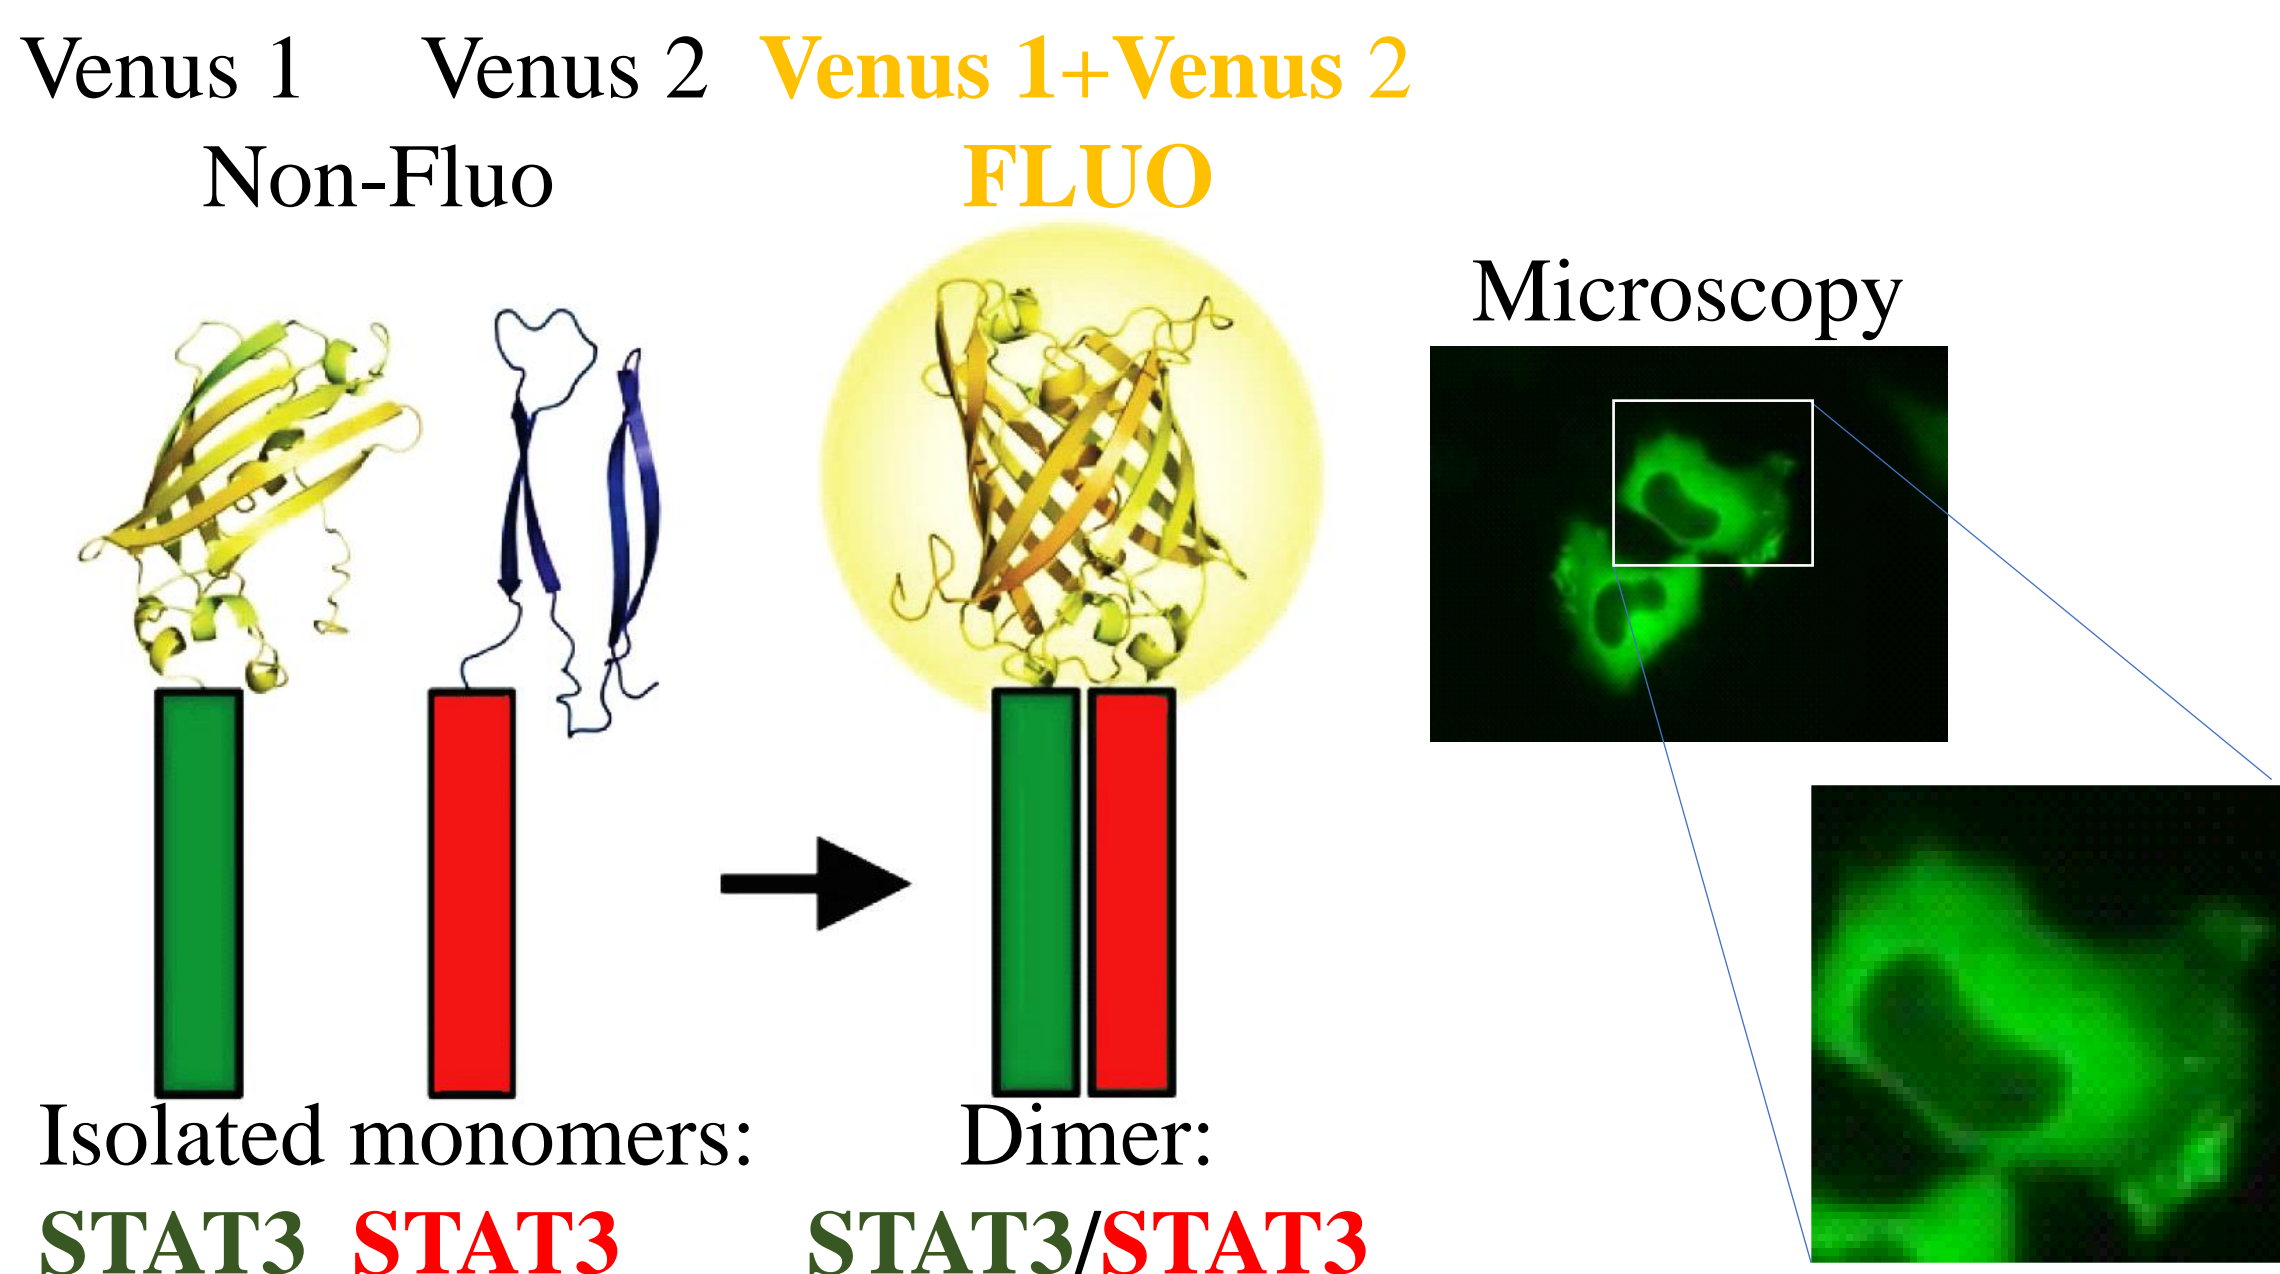 Venus 1 Venus 2 Venus 1+Venus 2
Non-Fluo FLUO
Microscopy
Isolated monomers: Dimer:
STAT3 STAT3 STAT3/STAT3